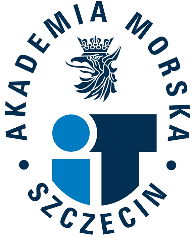 AKADEMIA MORSKA
iT
• SZCZECIN •